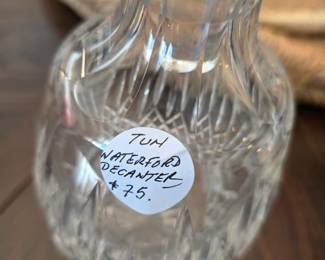 TUM
WATERFORD
DECANTER
$75.